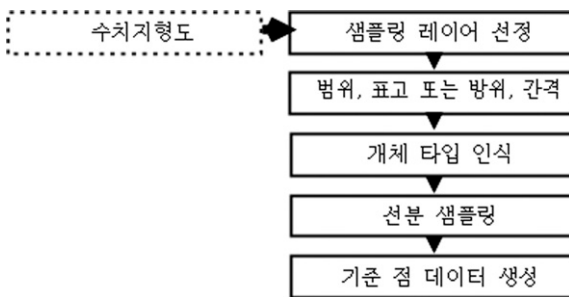 수치지형도
샘플링 레이어 선정
범위, 표고 또는 방위, 간격
개체 타입 인식
선분 샘플링
기준 점 데이터 생성